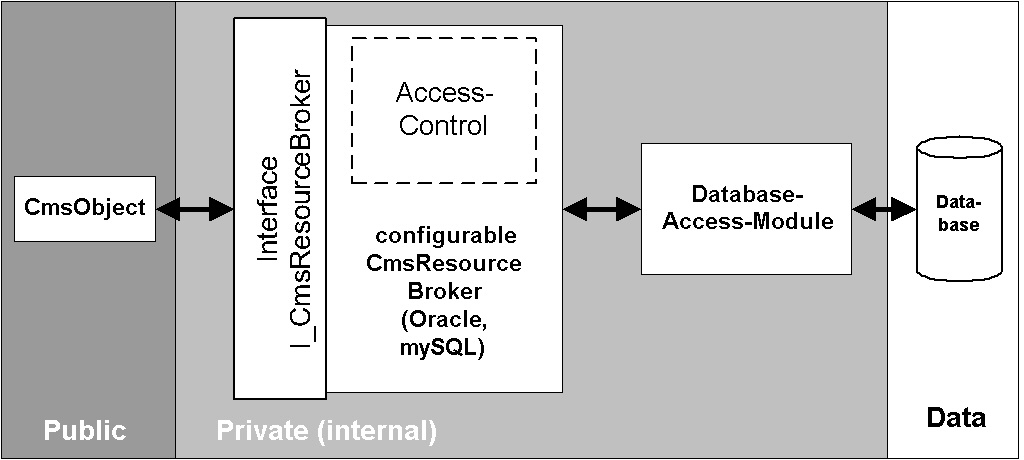 CmsObject
Interface
I_CmsResourceBroker
Access-
Control
configurable
CmsResource
Broker
(Oracle,
mySQL)
Database-
Access-Module
Data-
base
Public
Private (internal)
Data